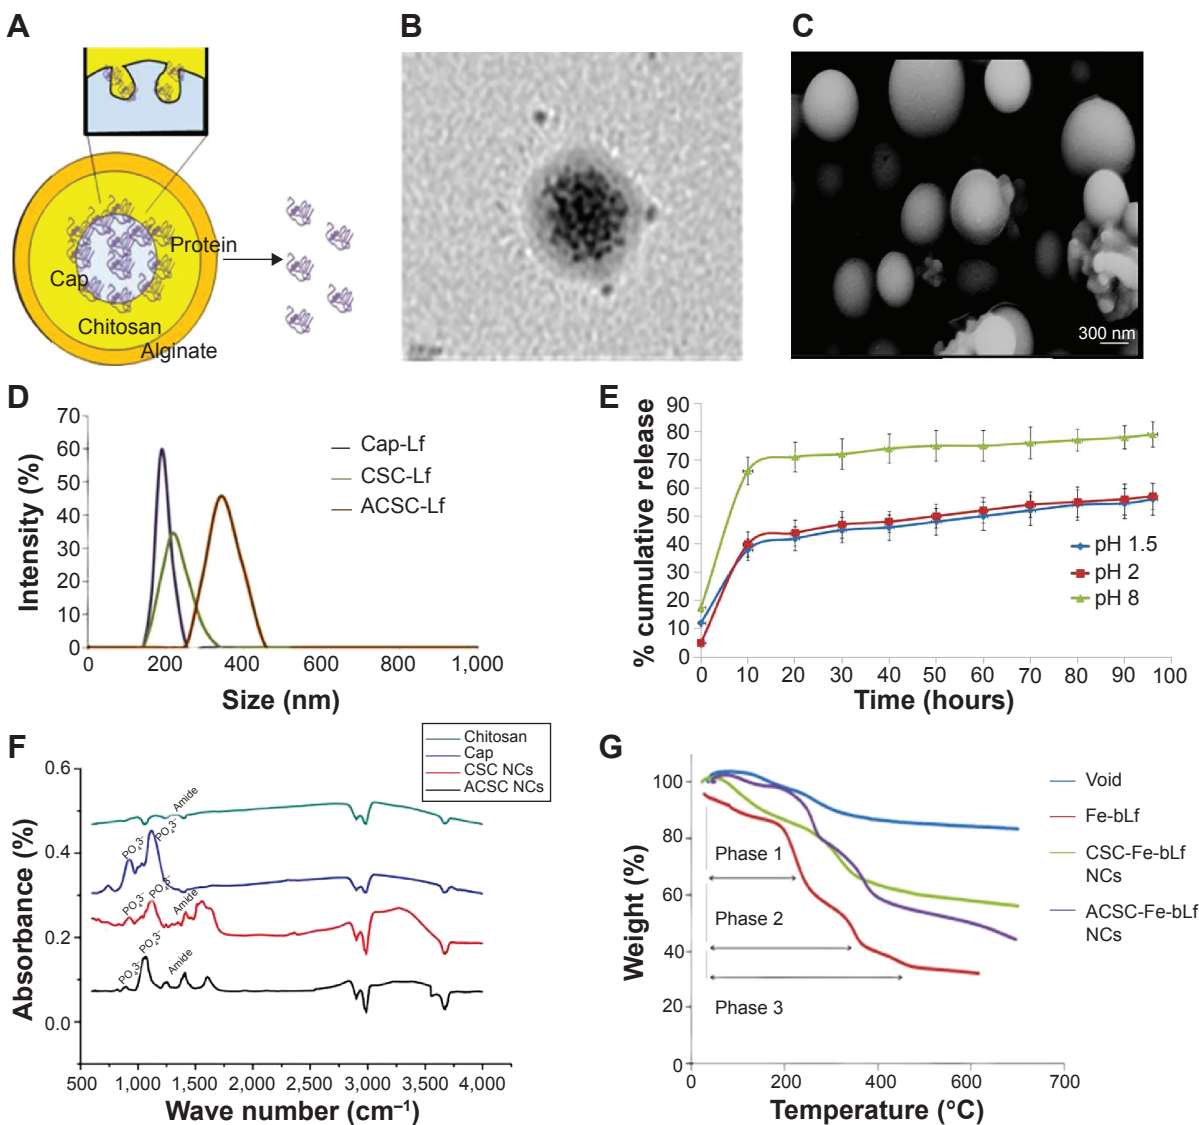 A
Protein
Cap
Chitosan
Alginate
B
C
300 nm
D
Intensity (%)
70
60
50
40
30
20
10
0
Cap-Lf
CSC-Lf
ACSC-Lf
0 200 400 600 800 1,000
Size (nm)
E
% cumulative release
90
80
70
60
50
40
30
20
10
0
pH 1.5
pH 2
pH 8
0 10 20 30 40 50 60 70 80 90 100
Time (hours)
F
Chitosan
Cap
CSC NCs
ACSC NCs
Absorbance (%)
0.6
0.4
0.2
0.0
Amide
PO₄3− PO₄3−
PO₄3− PO₄3− Amide
PO₄3− PO₄3− Amide
500 1,000 1,500 2,000 2,500 3,000 3,500 4,000
Wave number (cm⁻¹)
G
Weight (%)
100
80
60
40
20
0
Phase 1
Phase 2
Phase 3
Void
Fe-bLf
CSC-Fe-bLf
NCs
ACSC-Fe-bLf
NCs
0 200 400 600 700
Temperature (°C)